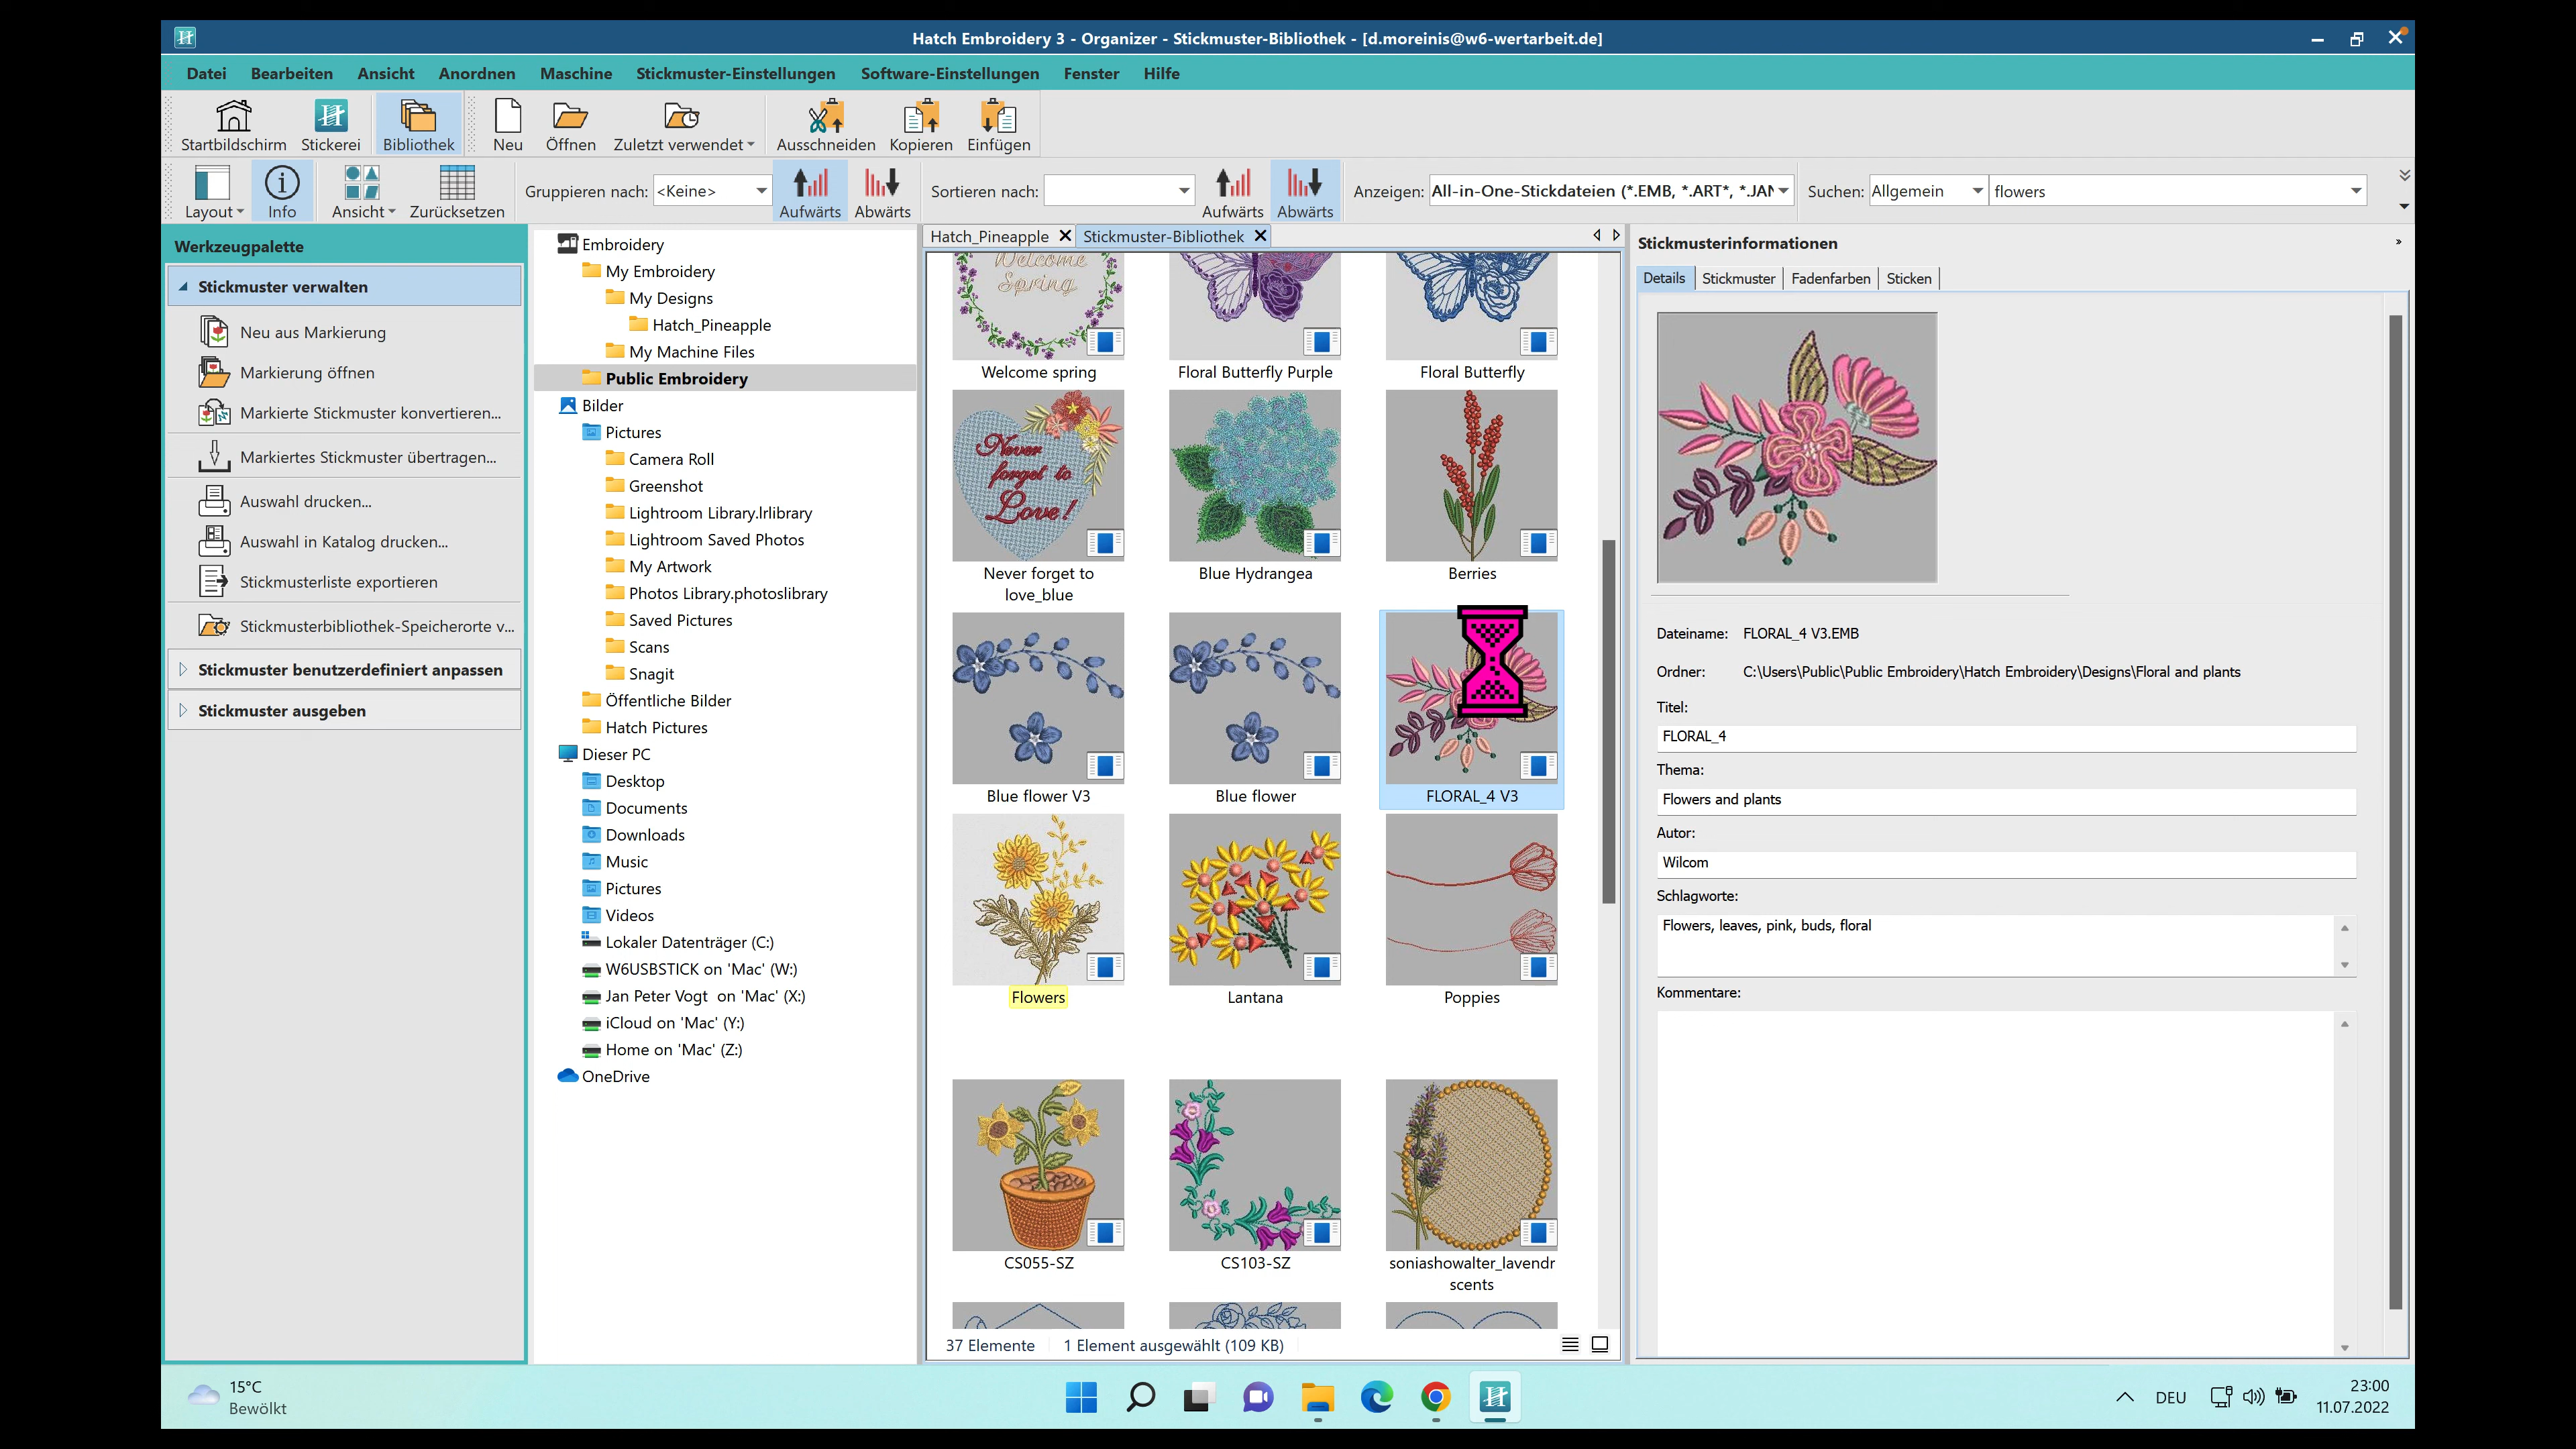 Hatch Embroidery 3 - Organizer - Stickmuster-Bibliothek - [d.moreinis@w6-wertarbeit.de]
Datei Bearbeiten Ansicht Anordnen Maschine Stickmuster-Einstellungen Software-Einstellungen Fenster Hilfe
Startbildschirm Stickerei Bibliothek Neu Öffnen Zuletzt verwendet Ausschneiden Kopieren Einfügen
Layout Info Ansicht Zurücksetzen Gruppieren nach: <Keine> Aufwärts Abwärts Sortieren nach: Aufwärts Abwärts Anzeigen: All-in-One-Stickdateien (*.EMB, *.ART*, *.JAN Suchen: Allgemein flowers
Werkzeugpalette
Stickmuster verwalten
Neu aus Markierung
Markierung öffnen
Markierte Stickmuster konvertieren...
Markiertes Stickmuster übertragen...
Auswahl drucken...
Auswahl in Katalog drucken...
Stickmusterliste exportieren
Stickmusterbibliothek-Speicherorte v...
Stickmuster benutzerdefiniert anpassen
Stickmuster ausgeben
Embroidery
My Embroidery
My Designs
Hatch_Pineapple
My Machine Files
Public Embroidery
Bilder
Pictures
Camera Roll
Greenshot
Lightroom Library.lrlibrary
Lightroom Saved Photos
My Artwork
Photos Library.photoslibrary
Saved Pictures
Scans
Snagit
Öffentliche Bilder
Hatch Pictures
Dieser PC
Desktop
Documents
Downloads
Music
Pictures
Videos
Lokaler Datenträger (C:)
W6USBSTICK on 'Mac' (W:)
Jan Peter Vogt on 'Mac' (X:)
iCloud on 'Mac' (Y:)
Home on 'Mac' (Z:)
OneDrive
Hatch_Pineapple Stickmuster-Bibliothek
Welcome
Spring
Welcome spring Floral Butterfly Purple Floral Butterfly
Never
forget to
Love!
Never forget to
love_blue
Blue Hydrangea Berries
Blue flower V3 Blue flower FLORAL_4 V3
Flowers Lantana Poppies
CS055-SZ CS103-SZ soniashowalter_lavendr
scents
37 Elemente 1 Element ausgewählt (109 KB)
Stickmusterinformationen
Details Stickmuster Fadenfarben Sticken
Dateiname: FLORAL_4 V3.EMB
Ordner: C:\Users\Public\Public Embroidery\Hatch Embroidery\Designs\Floral and plants
Titel:
FLORAL_4
Thema:
Flowers and plants
Autor:
Wilcom
Schlagworte:
Flowers, leaves, pink, buds, floral
Kommentare:
15°C
Bewölkt
DEU
23:00
11.07.2022